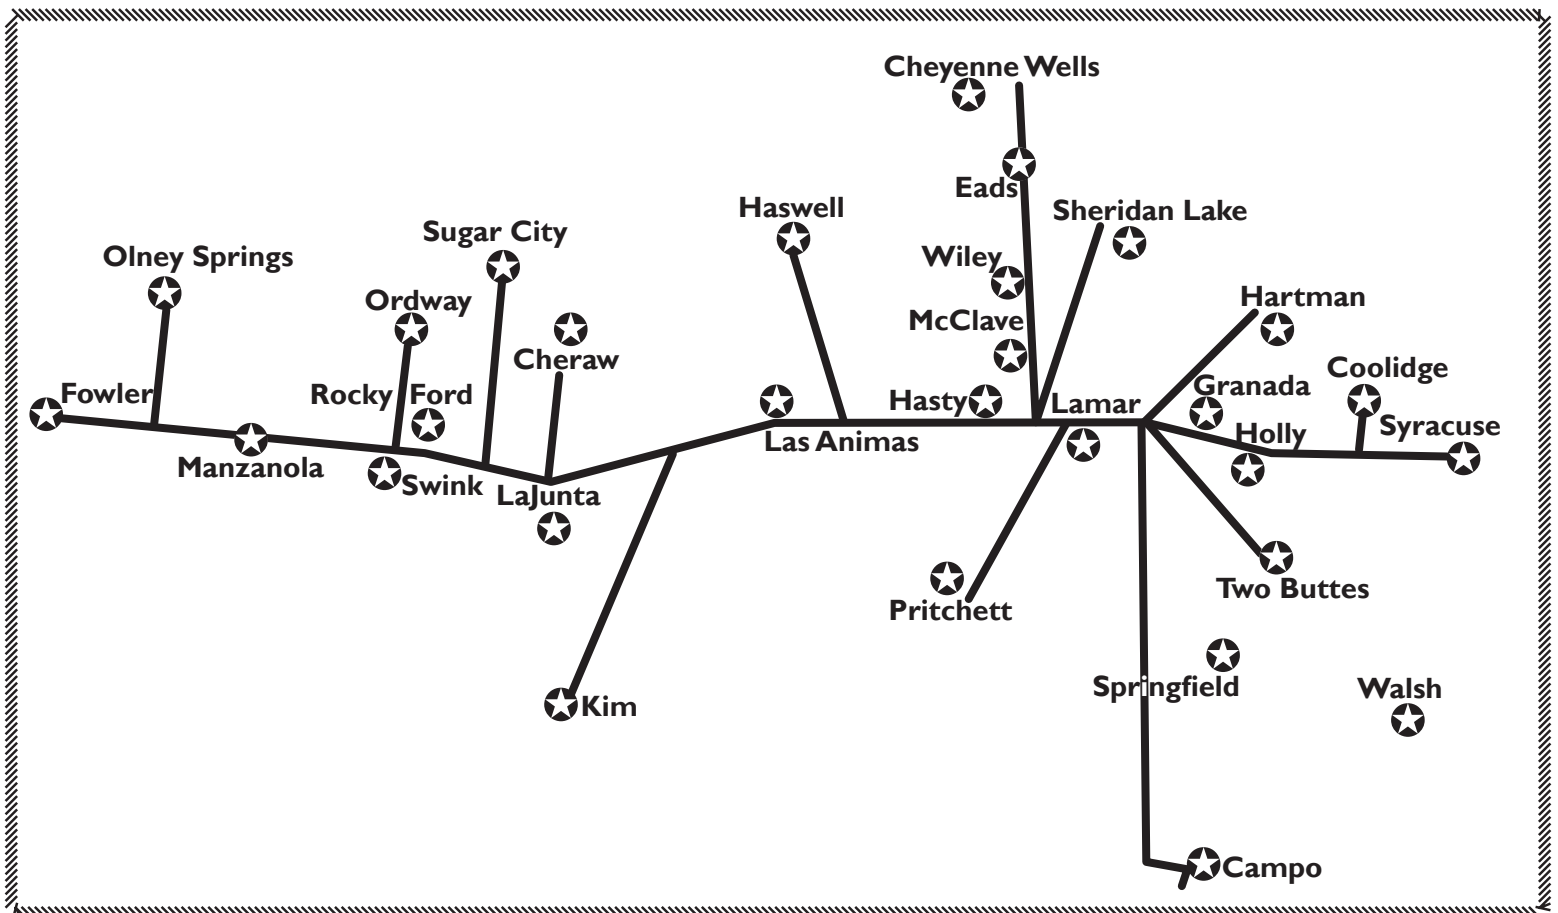 Cheyenne Wells
Eads
Haswell
Sheridan Lake
Sugar City
Olney Springs
Wiley
Ordway
Hartman
McClave
Cheraw
Coolidge
Fowler
Rocky Ford
Granada
Hasty
Lamar
Syracuse
Holly
Las Animas
Manzanola
Swink
LaJunta
Two Buttes
Pritchett
Springfield
Walsh
Kim
Campo